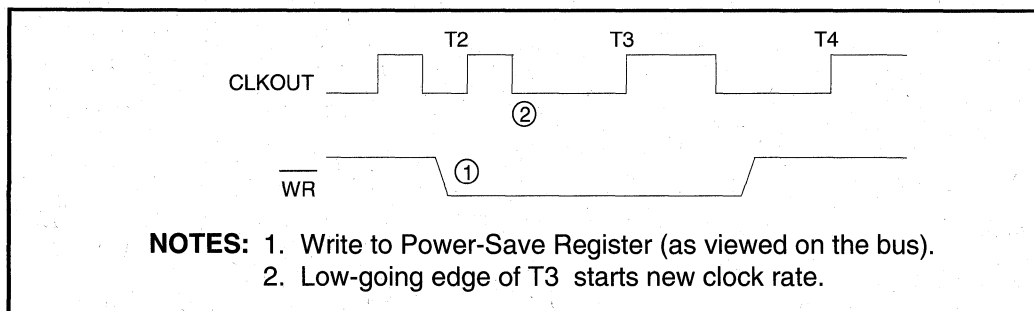 T2 T3 T4
CLKOUT
②
①
WR
NOTES: 1. Write to Power-Save Register (as viewed on the bus).
2. Low-going edge of T3 starts new clock rate.